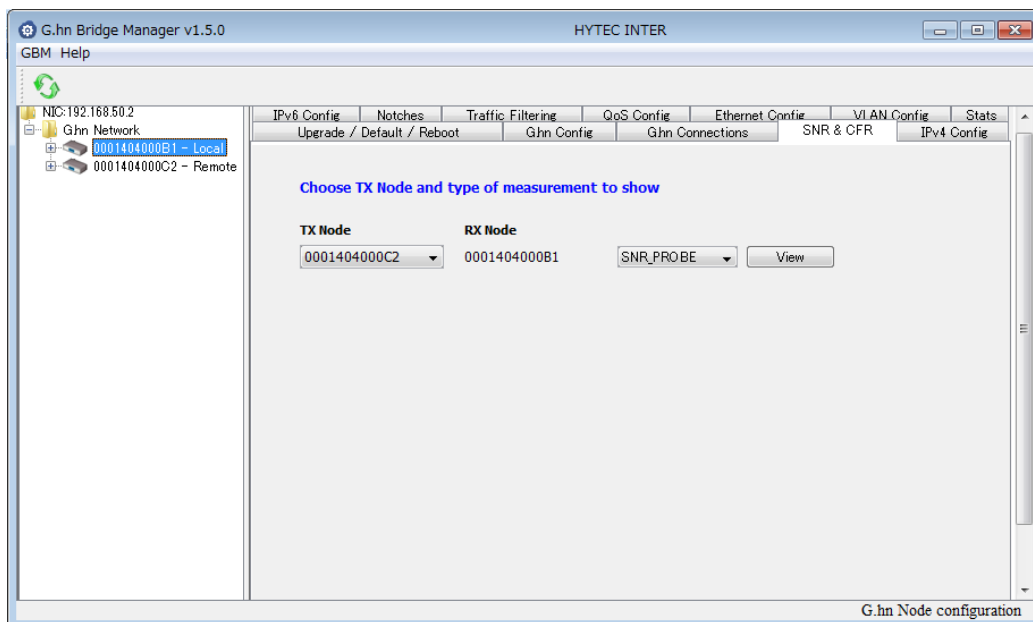 G.hn Bridge Manager v1.5.0 HYTEC INTER
GBM Help
NIC:192.168.50.2
G.hn Network
0001404000B1 - Local
0001404000C2 - Remote
IPv6 Config Notches Traffic Filtering QoS Config Ethernet Config VLAN Config Stats
Upgrade / Default / Reboot G.hn Config G.hn Connections SNR & CFR IPv4 Config
Choose TX Node and type of measurement to show
TX Node RX Node
0001404000C2 0001404000B1 SNR_PROBE View
G.hn Node configuration